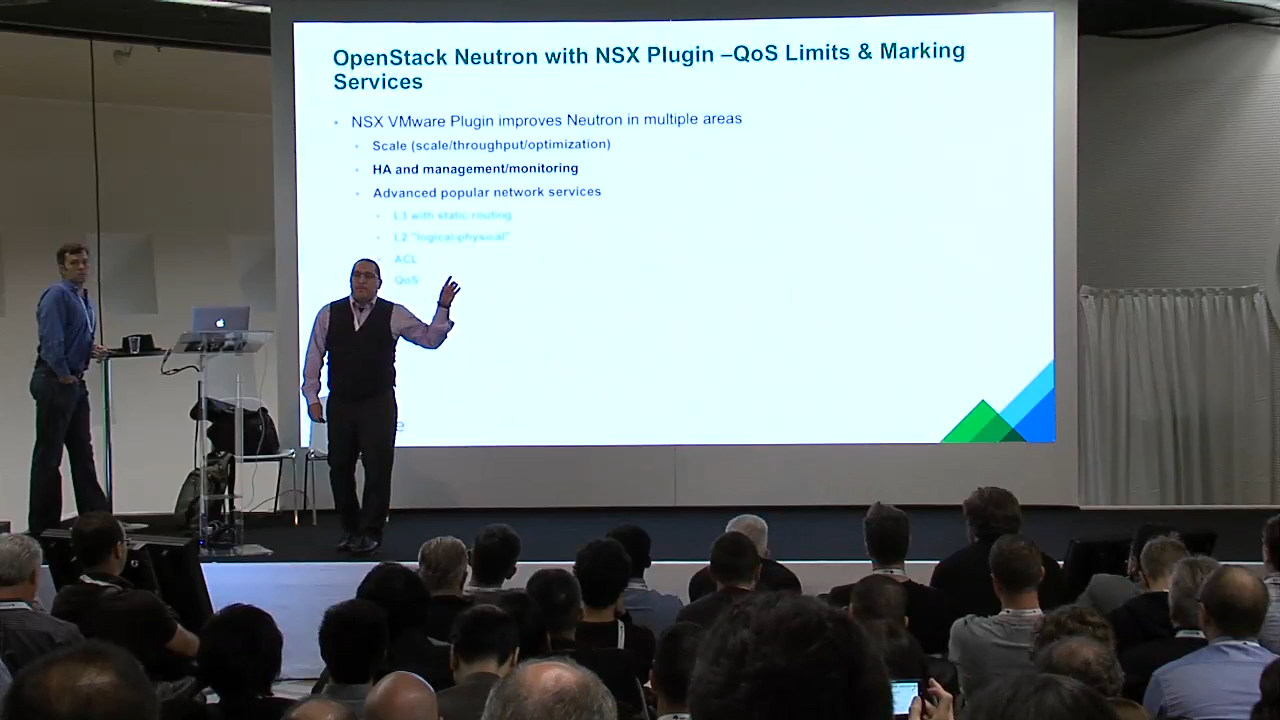 OpenStack Neutron with NSX Plugin –QoS Limits & Marking
Services
NSX VMware Plugin improves Neutron in multiple areas
Scale (scale/throughput/optimization)
HA and management/monitoring
Advanced popular network services
L3 with static routing
L2 "logical-physical"
ACL
QoS